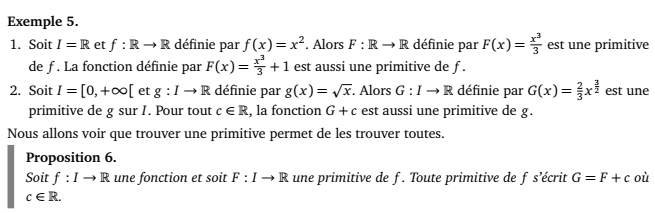 Exemple 5.
1. Soit I = ℝ et f : ℝ → ℝ définie par f(x) = x². Alors F : ℝ → ℝ définie par F(x) = x³/3 est une primitive
de f. La fonction définie par F(x) = x³/3 + 1 est aussi une primitive de f.
2. Soit I = [0,+∞[ et g : I → ℝ définie par g(x) = √x. Alors G : I → ℝ définie par G(x) = 2/3 x^(3/2) est une
primitive de g sur I. Pour tout c ∈ ℝ, la fonction G + c est aussi une primitive de g.
Nous allons voir que trouver une primitive permet de les trouver toutes.
Proposition 6.
Soit f : I → ℝ une fonction et soit F : I → ℝ une primitive de f. Toute primitive de f s'écrit G = F + c où
c ∈ ℝ.